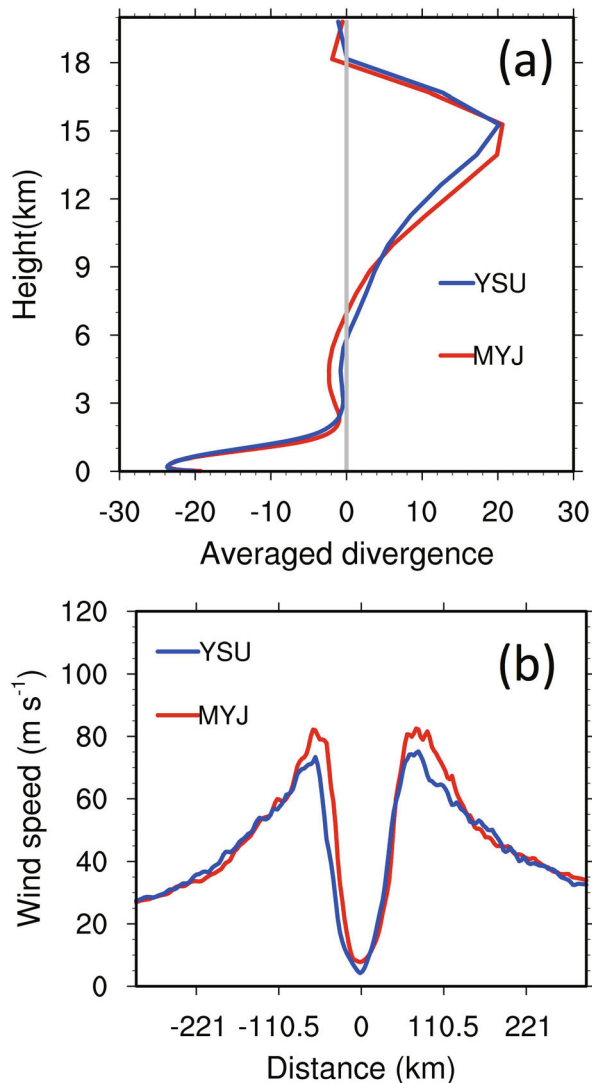 (a)
18
15
12
9
6
3
0
Height(km)
YSU
MYJ
-30 -20 -10 0 10 20 30
Averaged divergence
(b)
120
100
80
60
40
20
0
Wind speed (m s⁻¹)
YSU
MYJ
-221 -110.5 0 110.5 221
Distance (km)